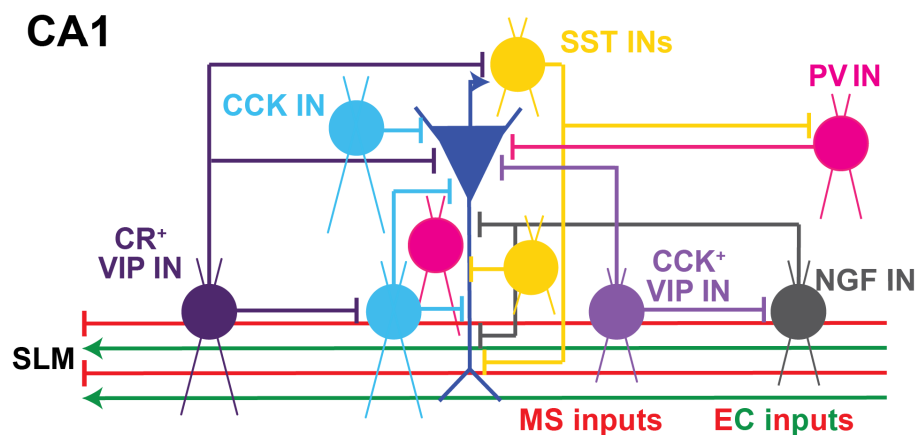 CA1
SST INs
PV IN
CCK IN
CR⁺
VIP IN
CCK⁺
VIP IN
NGF IN
SLM
MS inputs
EC inputs